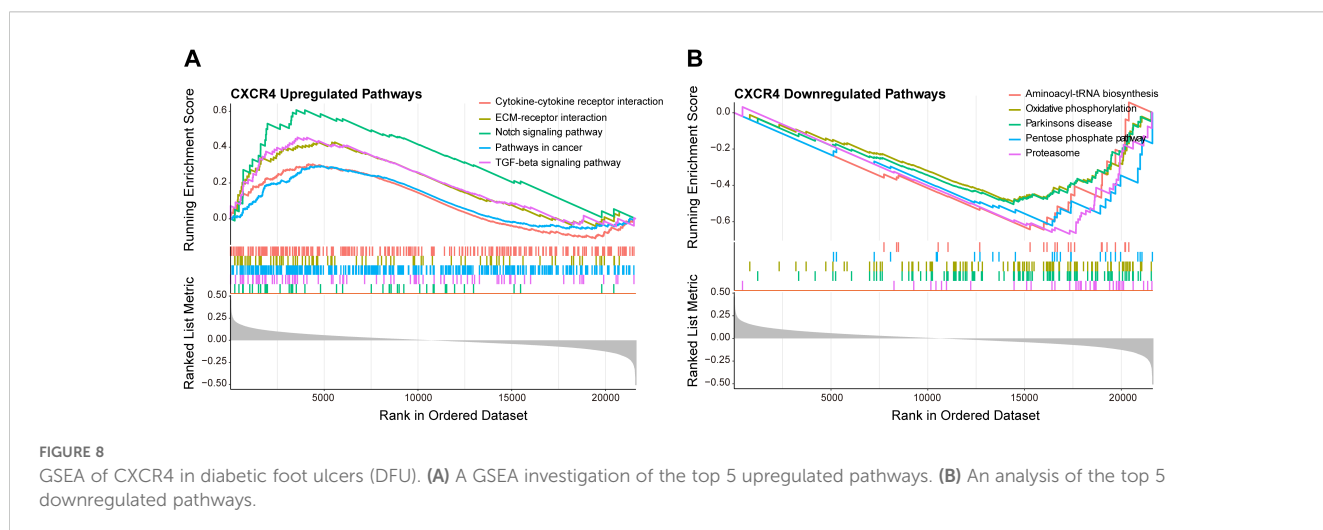 A
B
CXCR4 Upregulated Pathways
Running Enrichment Score
0.6
0.4
0.2
0.0
Cytokine-cytokine receptor interaction
ECM-receptor interaction
Notch signaling pathway
Pathways in cancer
TGF-beta signaling pathway
Ranked List Metric
0.50
0.25
0.00
−0.25
−0.50
5000
10000
15000
20000
Rank in Ordered Dataset
CXCR4 Downregulated Pathways
Running Enrichment Score
0.0
−0.2
−0.4
−0.6
Aminoacyl-tRNA biosynthesis
Oxidative phosphorylation
Parkinsons disease
Pentose phosphate pathway
Proteasome
Ranked List Metric
0.50
0.25
0.00
−0.25
−0.50
5000
10000
15000
20000
Rank in Ordered Dataset
FIGURE 8
GSEA of CXCR4 in diabetic foot ulcers (DFU). (A) A GSEA investigation of the top 5 upregulated pathways. (B) An analysis of the top 5
downregulated pathways.